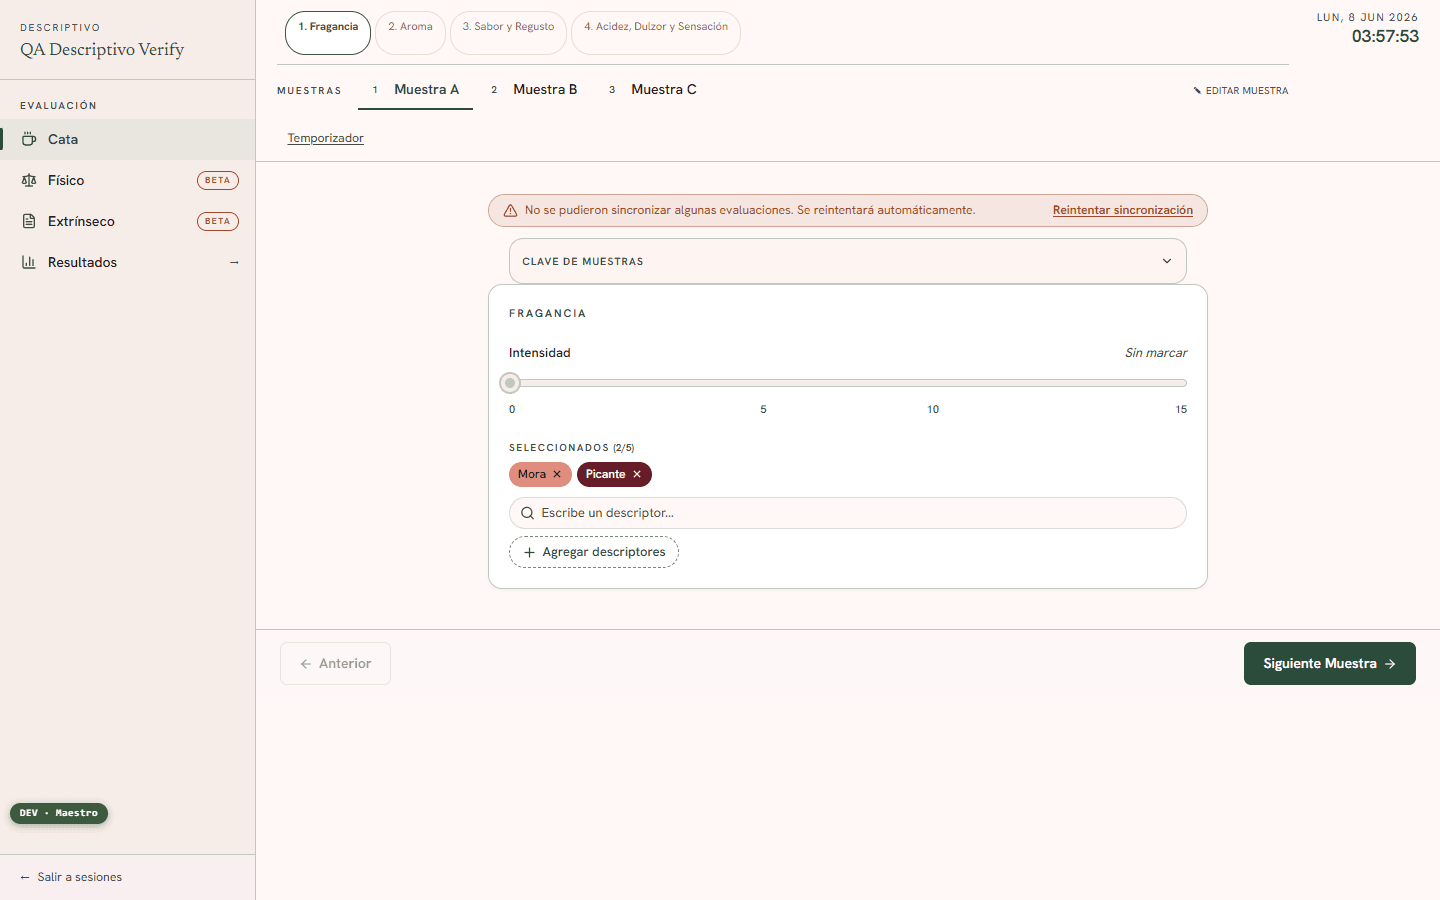 DESCRIPTIVO
QA Descriptivo Verify
EVALUACIÓN
Cata
Físico BETA
Extrínseco BETA
Resultados →
DEV · Maestro
← Salir a sesiones
1. Fragancia 2. Aroma 3. Sabor y Regusto 4. Acidez, Dulzor y Sensación
LUN, 8 JUN 2026
03:57:53
MUESTRAS 1 Muestra A 2 Muestra B 3 Muestra C EDITAR MUESTRA
Temporizador
No se pudieron sincronizar algunas evaluaciones. Se reintentará automáticamente. Reintentar sincronización
CLAVE DE MUESTRAS
FRAGANCIA
Intensidad Sin marcar
0 5 10 15
SELECCIONADOS (2/5)
Mora × Picante ×
Escribe un descriptor...
+ Agregar descriptores
← Anterior Siguiente Muestra →